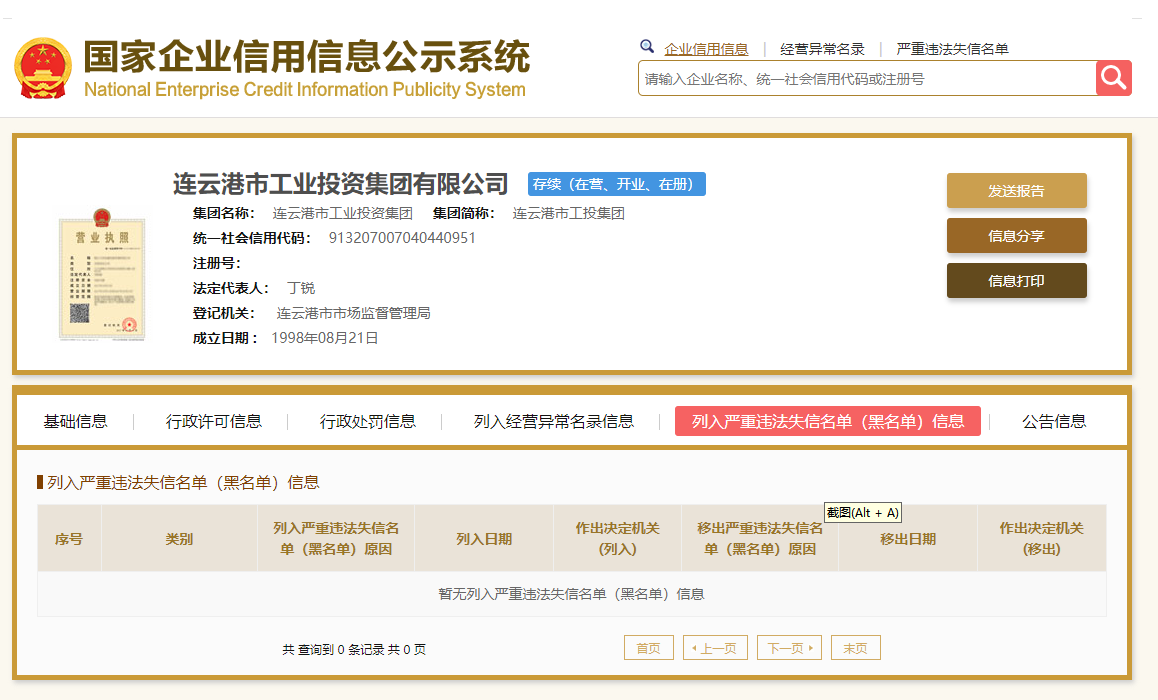 国家企业信用信息公示系统
National Enterprise Credit Information Publicity System
企业信用信息 | 经营异常名录 | 严重违法失信名单
请输入企业名称、统一社会信用代码或注册号
连云港市工业投资集团有限公司 存续（在营、开业、在册）
集团名称： 连云港市工业投资集团 集团简称： 连云港市工投集团
统一社会信用代码： 913207007040440951
注册号：
法定代表人： 丁锐
登记机关： 连云港市市场监督管理局
成立日期： 1998年08月21日
营业执照
发送报告
信息分享
信息打印
基础信息 | 行政许可信息 | 行政处罚信息 | 列入经营异常名录信息 | 列入严重违法失信名单（黑名单）信息 | 公告信息
列入严重违法失信名单（黑名单）信息
截图(Alt + A)
序号 类别 列入严重违法失信名单（黑名单）原因 列入日期 作出决定机关(列入) 移出严重违法失信名单（黑名单）原因 移出日期 作出决定机关(移出)
暂无列入严重违法失信名单（黑名单）信息
共 查询到 0 条记录 共 0 页 首页 上一页 下一页 末页